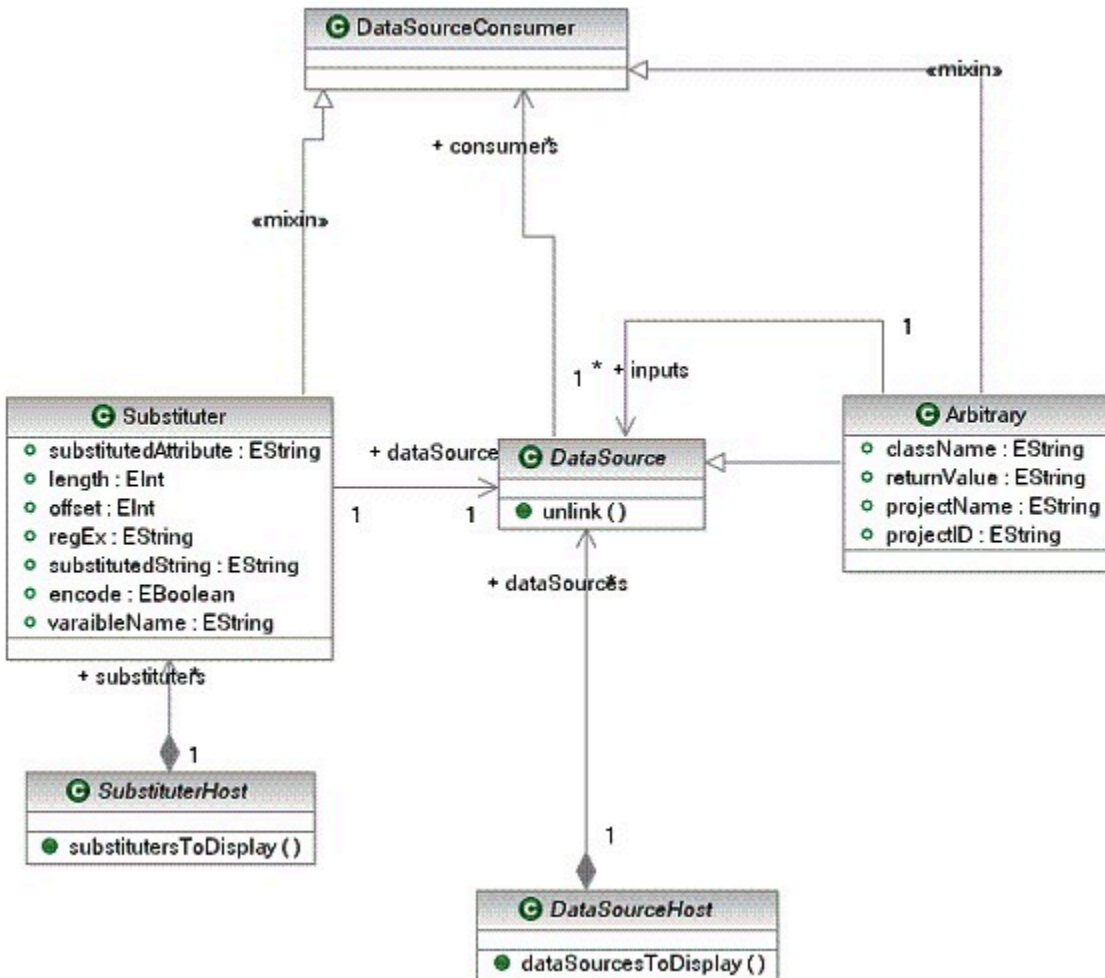 DataSourceConsumer
«mixin»
+ consumers
*
«mixin»
1
1
*
+ inputs
Substituter
substitutedAttribute : EString
length : EInt
offset : EInt
regEx : EString
substitutedString : EString
encode : EBoolean
varaibleName : EString
+ dataSource
1
1
DataSource
unlink ( )
Arbitrary
className : EString
returnValue : EString
projectName : EString
projectID : EString
+ dataSources
*
+ substituters
*
1
SubstituterHost
substitutersToDisplay ( )
1
DataSourceHost
dataSourcesToDisplay ( )